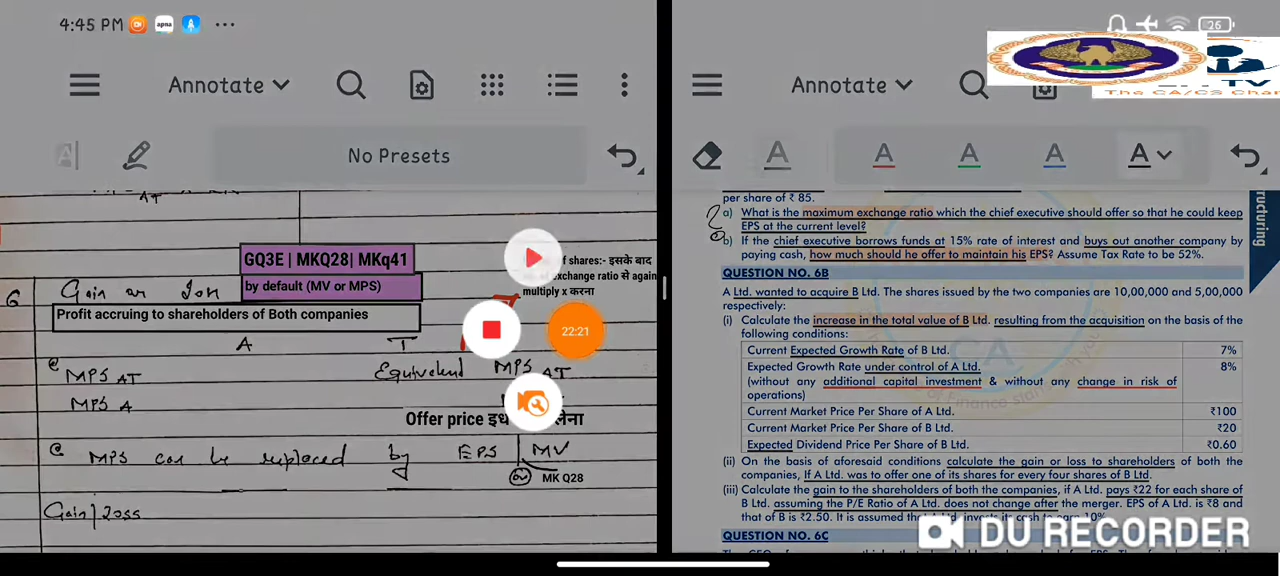 4:45 PM
apna
26
TV
The CA/CS Chan
Annotate
Annotate
No Presets
A
A
A
A
A
AT
GQ3E | MKQ28| MKq41
by default (MV or MPS)
6 Gain or Loss
Profit accruing to shareholders of Both companies
f shares:- इसके बाद
exchange ratio से again
multiply x करना
22:21
A T
MPS AT Equivalent MPS AT
MPS A
Offer price
लेना
@ MPS can be replaced by EPS | MV
MK Q28
Gain/Loss
ructuring
per share of ₹ 85.
a) What is the maximum exchange ratio which the chief executive should offer so that he could keep
EPS at the current level?
b) If the chief executive borrows funds at 15% rate of interest and buys out another company by
paying cash, how much should he offer to maintain his EPS? Assume Tax Rate to be 52%.
QUESTION NO. 6B
A Ltd. wanted to acquire B Ltd. The shares issued by the two companies are 10,00,000 and 5,00,000
respectively:
(i) Calculate the increase in the total value of B Ltd. resulting from the acquisition on the basis of the
following conditions:
Current Expected Growth Rate of B Ltd. 7%
Expected Growth Rate under control of A Ltd. 8%
(without any additional capital investment & without any change in risk of
operations)
Current Market Price Per Share of A Ltd. ₹100
Current Market Price Per Share of B Ltd. ₹20
Expected Dividend Price Per Share of B Ltd. ₹0.60
(ii) On the basis of aforesaid conditions calculate the gain or loss to shareholders of both the
companies, If A Ltd. was to offer one of its shares for every four shares of B Ltd.
(iii) Calculate the gain to the shareholders of both the companies, if A Ltd. pays ₹22 for each share of
B Ltd. assuming the P/E Ratio of A Ltd. does not change after the merger. EPS of A Ltd. is ₹8 and
that of B is ₹2.50. It is assumed that invests its cash to earn 10%.
DU RECORDER
QUESTION NO. 6C